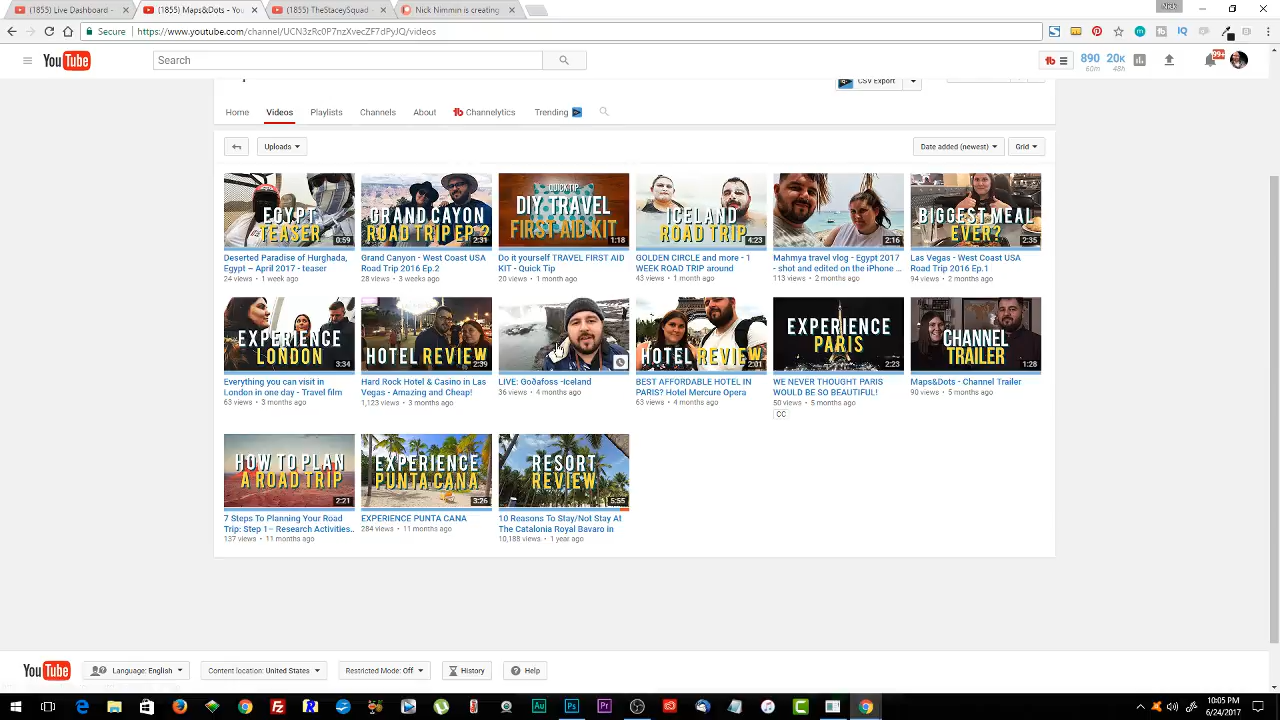 (1855) Live Dashboard -
(1855) Maps&Dots - You
(1855) TheStaceySquad
Nick Nimmin is creating
Secure
https://www.youtube.com/channel/UCN3zRc0P7nzXvecZF7dPyJQ/videos
YouTube
Search
890
60m
20K
48h
99+
CSV Export
Home
Videos
Playlists
Channels
About
Channelytics
Trending
Uploads
Date added (newest)
Grid
EGYPT
TEASER
0:59
GRAND CAYON
ROAD TRIP EP.2
2:31
QUICK TIP
DIY TRAVEL
FIRST AID KIT
1:18
ICELAND
ROAD TRIP
4:23
2:16
BIGGEST MEAL
EVER?
2:35
Deserted Paradise of Hurghada,
Egypt – April 2017 - teaser
24 views • 1 week ago
Grand Canyon - West Coast USA
Road Trip 2016 Ep.2
28 views • 3 weeks ago
Do it yourself TRAVEL FIRST AID
KIT - Quick Tip
20 views • 1 month ago
GOLDEN CIRCLE and more - 1
WEEK ROAD TRIP around
43 views • 1 month ago
Mahmya travel vlog - Egypt 2017
- shot and edited on the iPhone ...
113 views • 2 months ago
Las Vegas - West Coast USA
Road Trip 2016 Ep.1
94 views • 2 months ago
EXPERIENCE
LONDON
3:34
HOTEL REVIEW
2:39
HOTEL REVIEW
2:01
EXPERIENCE
PARIS
2:23
CHANNEL
TRAILER
1:28
Everything you can visit in
London in one day - Travel film
63 views • 3 months ago
Hard Rock Hotel & Casino in Las
Vegas - Amazing and Cheap!
1,123 views • 3 months ago
LIVE: Goðafoss -Iceland
36 views • 4 months ago
BEST AFFORDABLE HOTEL IN
PARIS? Hotel Mercure Opera
63 views • 4 months ago
WE NEVER THOUGHT PARIS
WOULD BE SO BEAUTIFUL!
50 views • 5 months ago
CC
Maps&Dots - Channel Trailer
90 views • 5 months ago
HOW TO PLAN
A ROAD TRIP
2:21
EXPERIENCE
PUNTA CANA
3:26
RESORT
REVIEW
5:55
7 Steps To Planning Your Road
Trip: Step 1– Research Activities...
137 views • 11 months ago
EXPERIENCE PUNTA CANA
284 views • 11 months ago
10 Reasons To Stay/Not Stay At
The Catalonia Royal Bavaro in
10,188 views • 1 year ago
YouTube
Language: English
Content location: United States
Restricted Mode: Off
History
Help
10:05 PM
6/24/2017